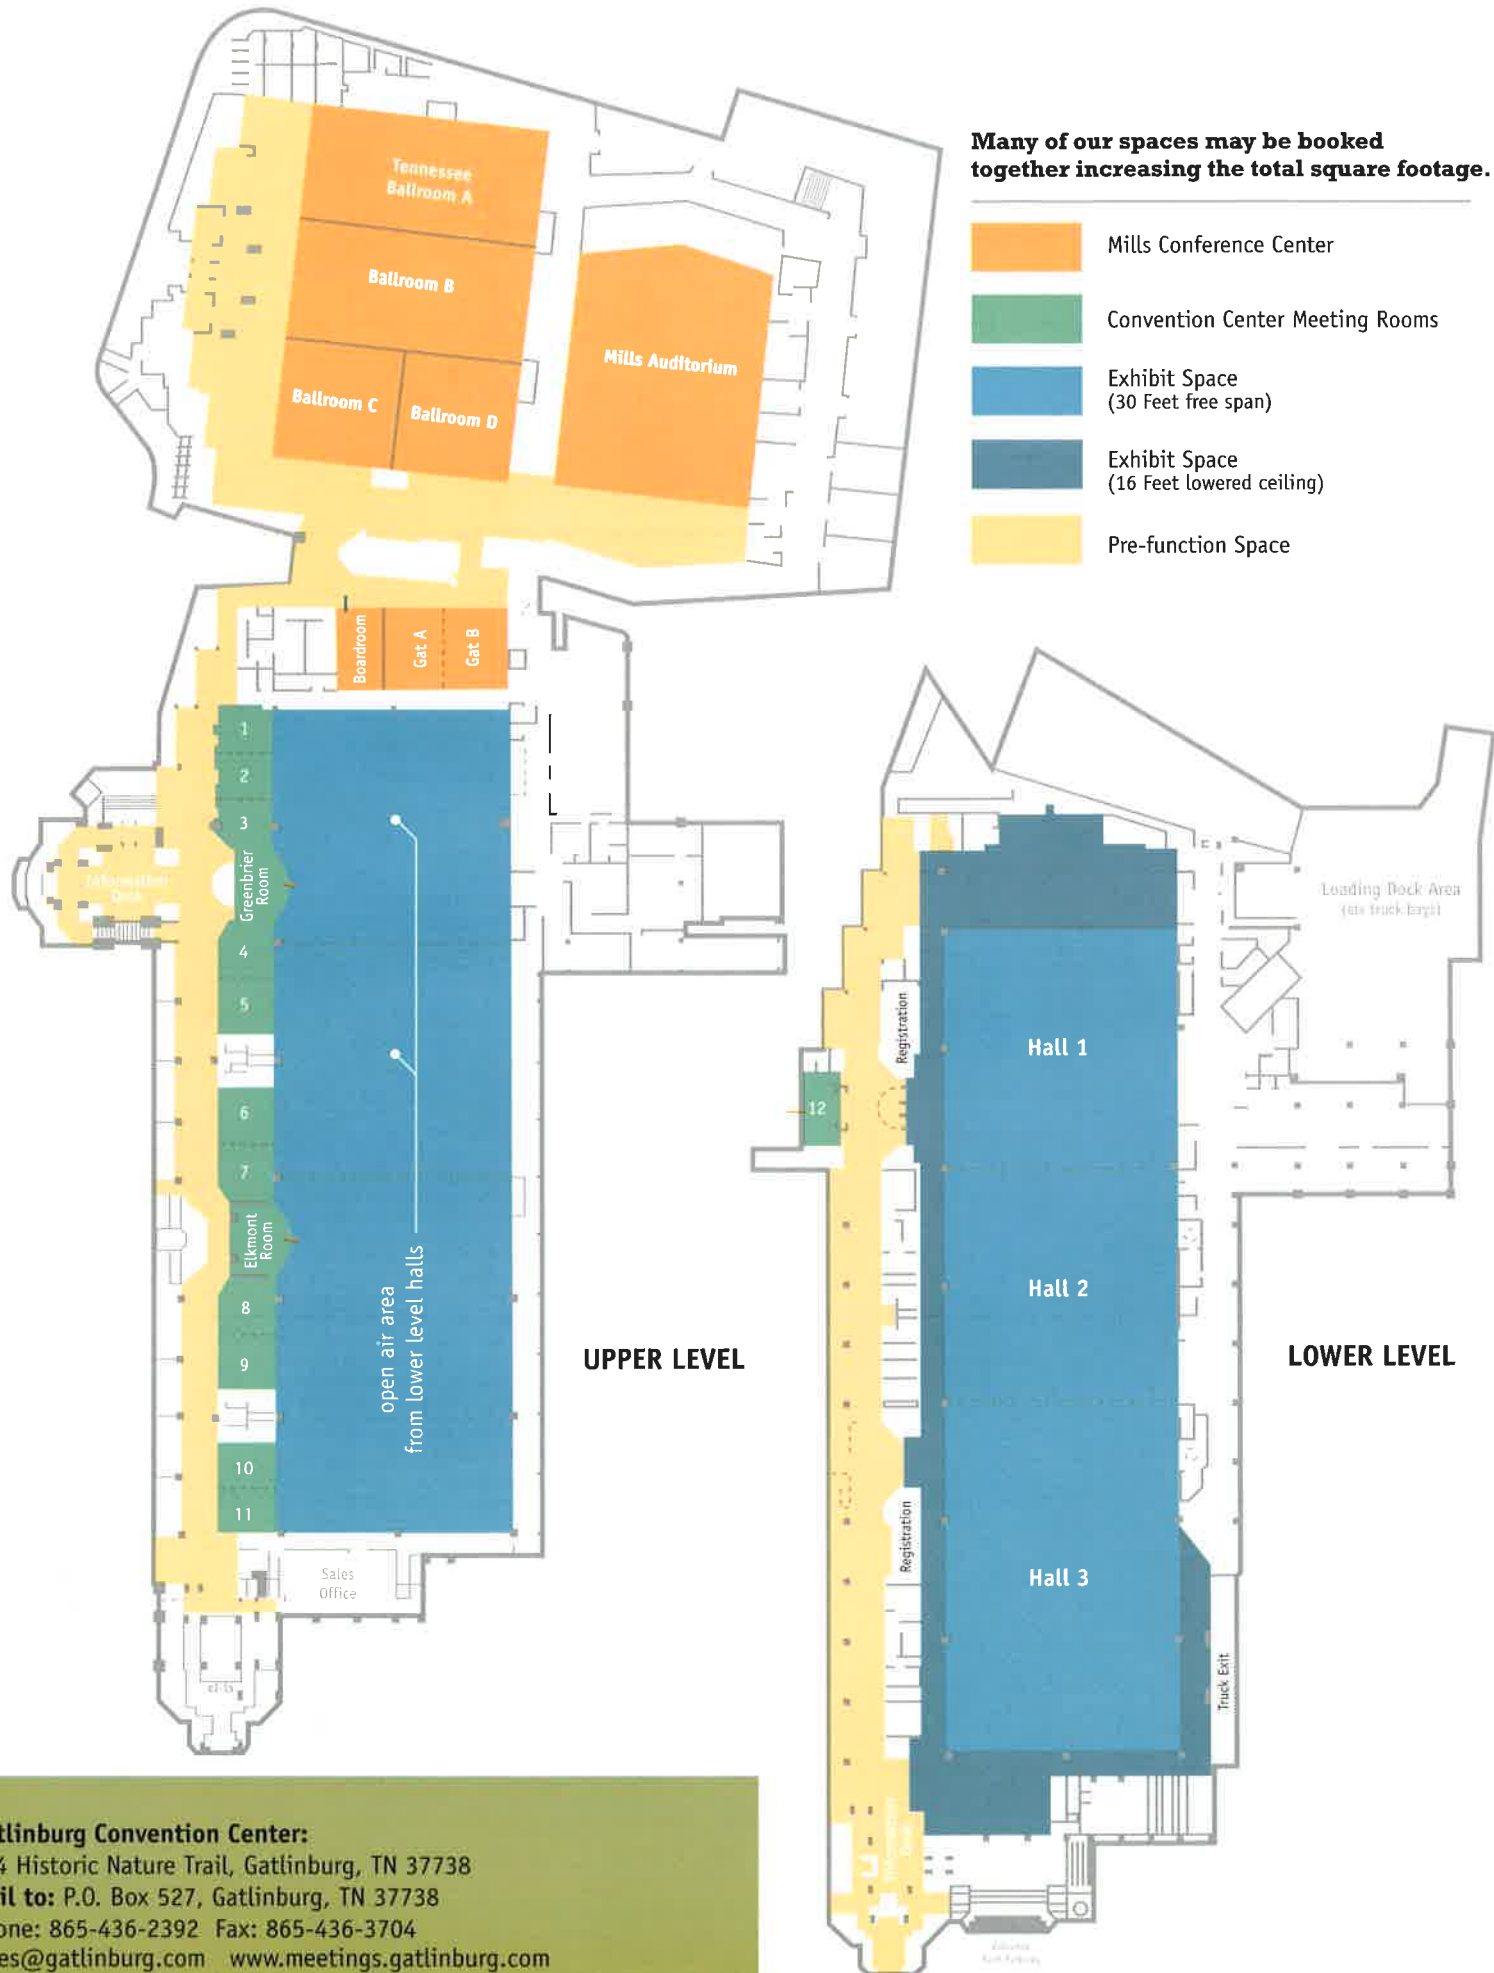 Many of our spaces may be booked
together increasing the total square footage.
Mills Conference Center
Convention Center Meeting Rooms
Exhibit Space
(30 Feet free span)
Exhibit Space
(16 Feet lowered ceiling)
Pre-function Space
Tennessee
Ballroom A
Ballroom B
Ballroom C
Ballroom D
Mills Auditorium
Boardroom
Gat A
Gat B
1
2
3
Greenbrier
Room
4
5
6
7
Elkmont
Room
8
9
10
11
Information
Desk
open air area
from lower level halls
Sales
Office
UPPER LEVEL
Loading Dock Area
(six truck bays)
Registration
12
Hall 1
Hall 2
Hall 3
Registration
Truck Exit
Information
Desk
LOWER LEVEL
tlinburg Convention Center:
4 Historic Nature Trail, Gatlinburg, TN 37738
il to: P.O. Box 527, Gatlinburg, TN 37738
one: 865-436-2392 Fax: 865-436-3704
es@gatlinburg.com www.meetings.gatlinburg.com